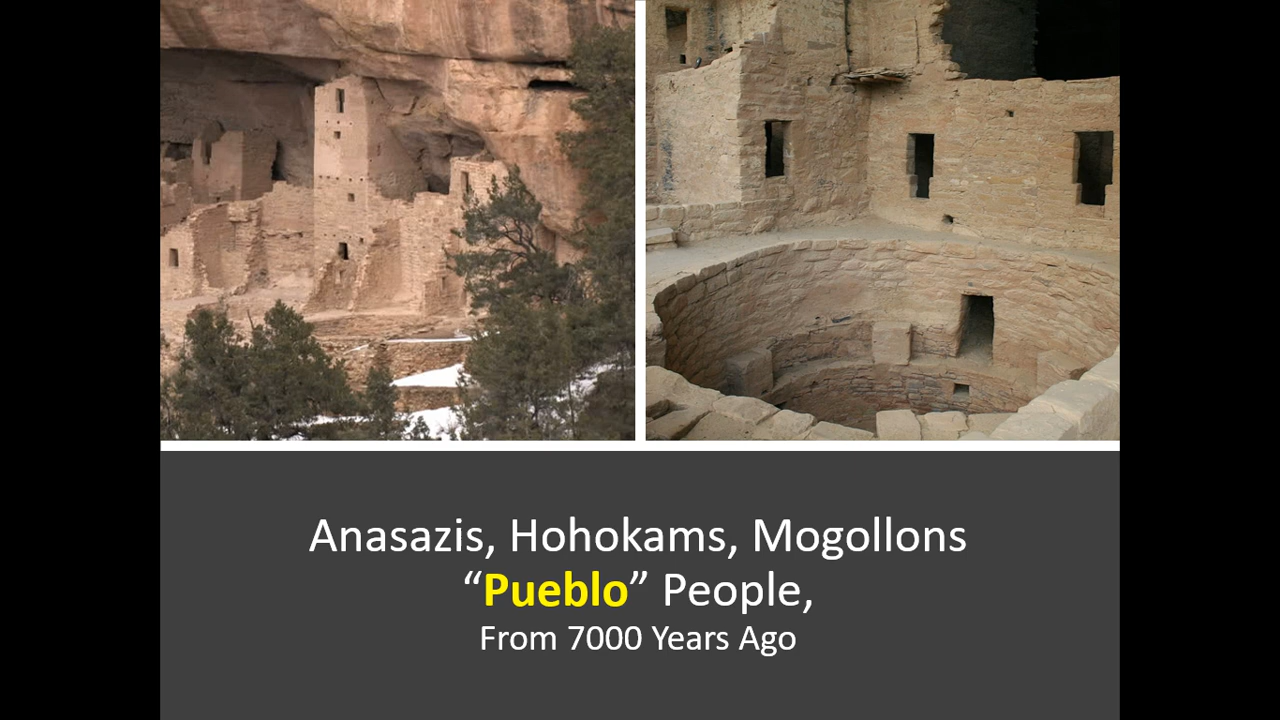 Anasazis, Hohokams, Mogollons
“Pueblo” People,
From 7000 Years Ago